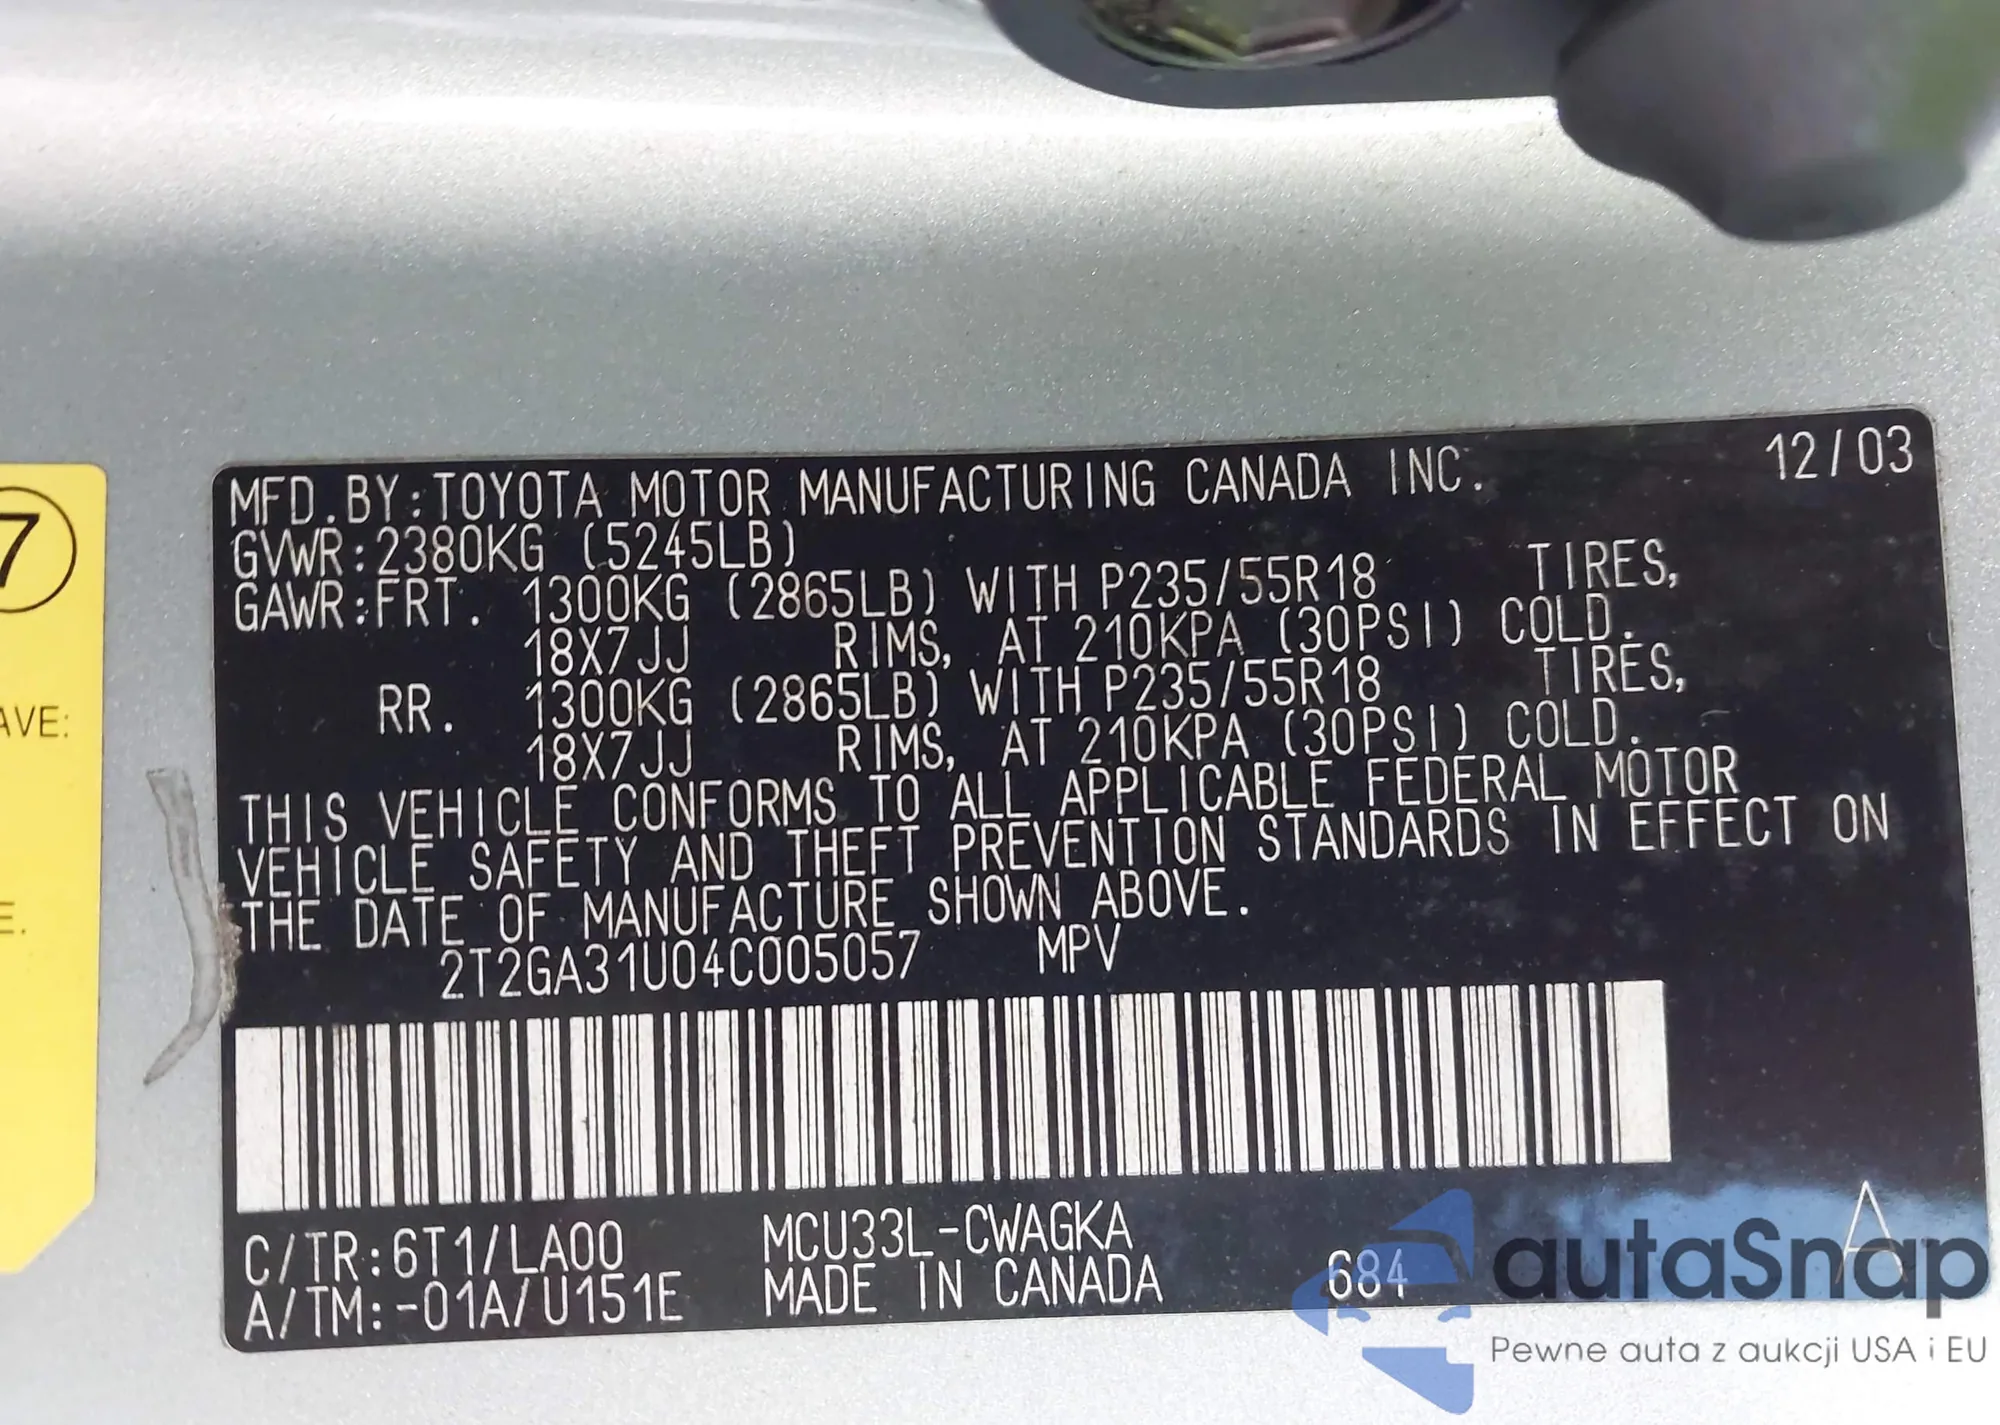 7
AVE:
E.
MFD.BY:TOYOTA MOTOR MANUFACTURING CANADA INC. 12/03
GVWR:2380KG (5245LB)
GAWR:FRT. 1300KG (2865LB) WITH P235/55R18 TIRES,
18X7JJ RIMS, AT 210KPA (30PSI) COLD.
RR. 1300KG (2865LB) WITH P235/55R18 TIRES,
18X7JJ RIMS, AT 210KPA (30PSI) COLD.
THIS VEHICLE CONFORMS TO ALL APPLICABLE FEDERAL MOTOR
VEHICLE SAFETY AND THEFT PREVENTION STANDARDS IN EFFECT ON
THE DATE OF MANUFACTURE SHOWN ABOVE.
2T2GA31U04C005057 MPV
C/TR:6T1/LA00 MCU33L-CWAGKA A
A/TM:-01A/U151E MADE IN CANADA 684
autaSnap
Pewne auta z aukcji USA i EU